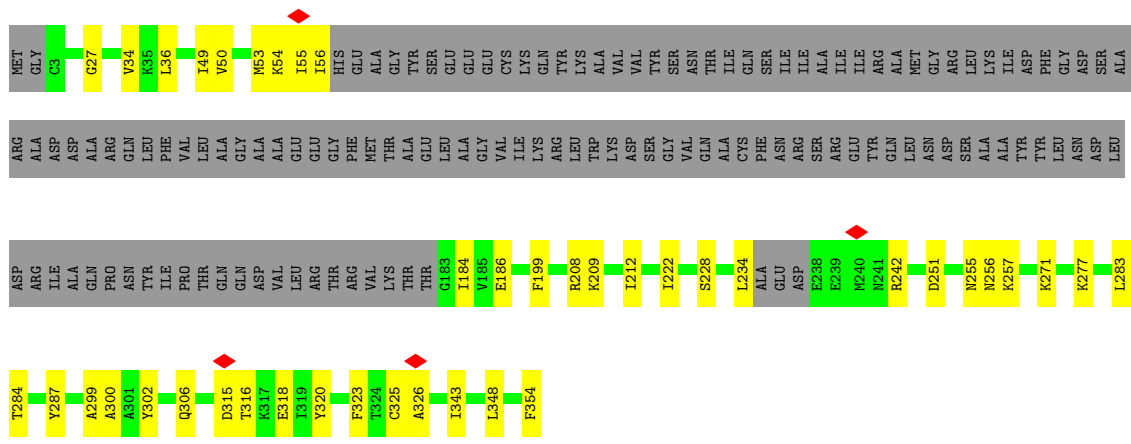 MET GLY C3 G27 V34 K35 L36 I49 V50 M53 K54 I55 I56 HIS GLU ALA GLY TYR SER GLU GLU GLU CYS LYS GLN TYR LYS ALA VAL VAL TYR SER ASN THR ILE GLN SER ILE ILE ALA ILE ILE ARG ALA MET GLY ARG LEU LYS ILE ASP PHE GLY ASP SER ALA
ARG ALA ASP ASP ALA ARG GLN LEU PHE VAL LEU ALA GLY ALA ALA GLU GLU GLY PHE MET THR ALA GLU LEU ALA GLY VAL ILE LYS ARG LEU TRP LYS ASP SER GLY VAL GLN ALA CYS PHE ASN ARG SER ARG GLU TYR GLN LEU ASN ASP SER ALA ALA TYR TYR LEU ASN ASP LEU
ASP ARG ILE ALA GLN PRO ASN TYR ILE PRO THR GLN GLN ASP VAL LEU ARG THR ARG VAL LYS THR THR G183 I184 V185 E186 F199 R208 K209 I212 I222 S228 L234 ALA GLU ASP E238 E239 M240 N241 R242 D251 N255 N256 K257 K271 K277 L283
T284 Y287 A299 A300 A301 Y302 Q306 D315 T316 K317 E318 I319 Y320 F323 T324 C325 A326 I343 L348 F354